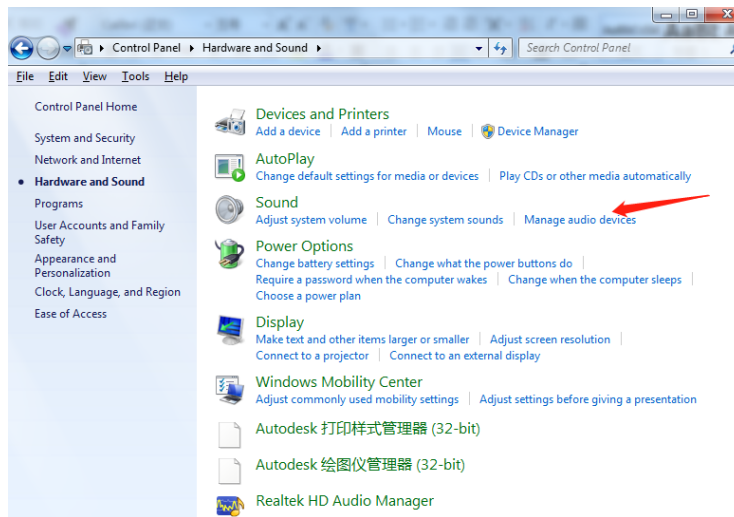 Control Panel Hardware and Sound Search Control Panel
File Edit View Tools Help
Control Panel Home
System and Security
Network and Internet
Hardware and Sound
Programs
User Accounts and Family
Safety
Appearance and
Personalization
Clock, Language, and Region
Ease of Access
Devices and Printers
Add a device Add a printer Mouse Device Manager
AutoPlay
Change default settings for media or devices Play CDs or other media automatically
Sound
Adjust system volume Change system sounds Manage audio devices
Power Options
Change battery settings Change what the power buttons do
Require a password when the computer wakes Change when the computer sleeps
Choose a power plan
Display
Make text and other items larger or smaller Adjust screen resolution
Connect to a projector Connect to an external display
Windows Mobility Center
Adjust commonly used mobility settings Adjust settings before giving a presentation
Autodesk 打印样式管理器 (32-bit)
Autodesk 绘图仪管理器 (32-bit)
Realtek HD Audio Manager